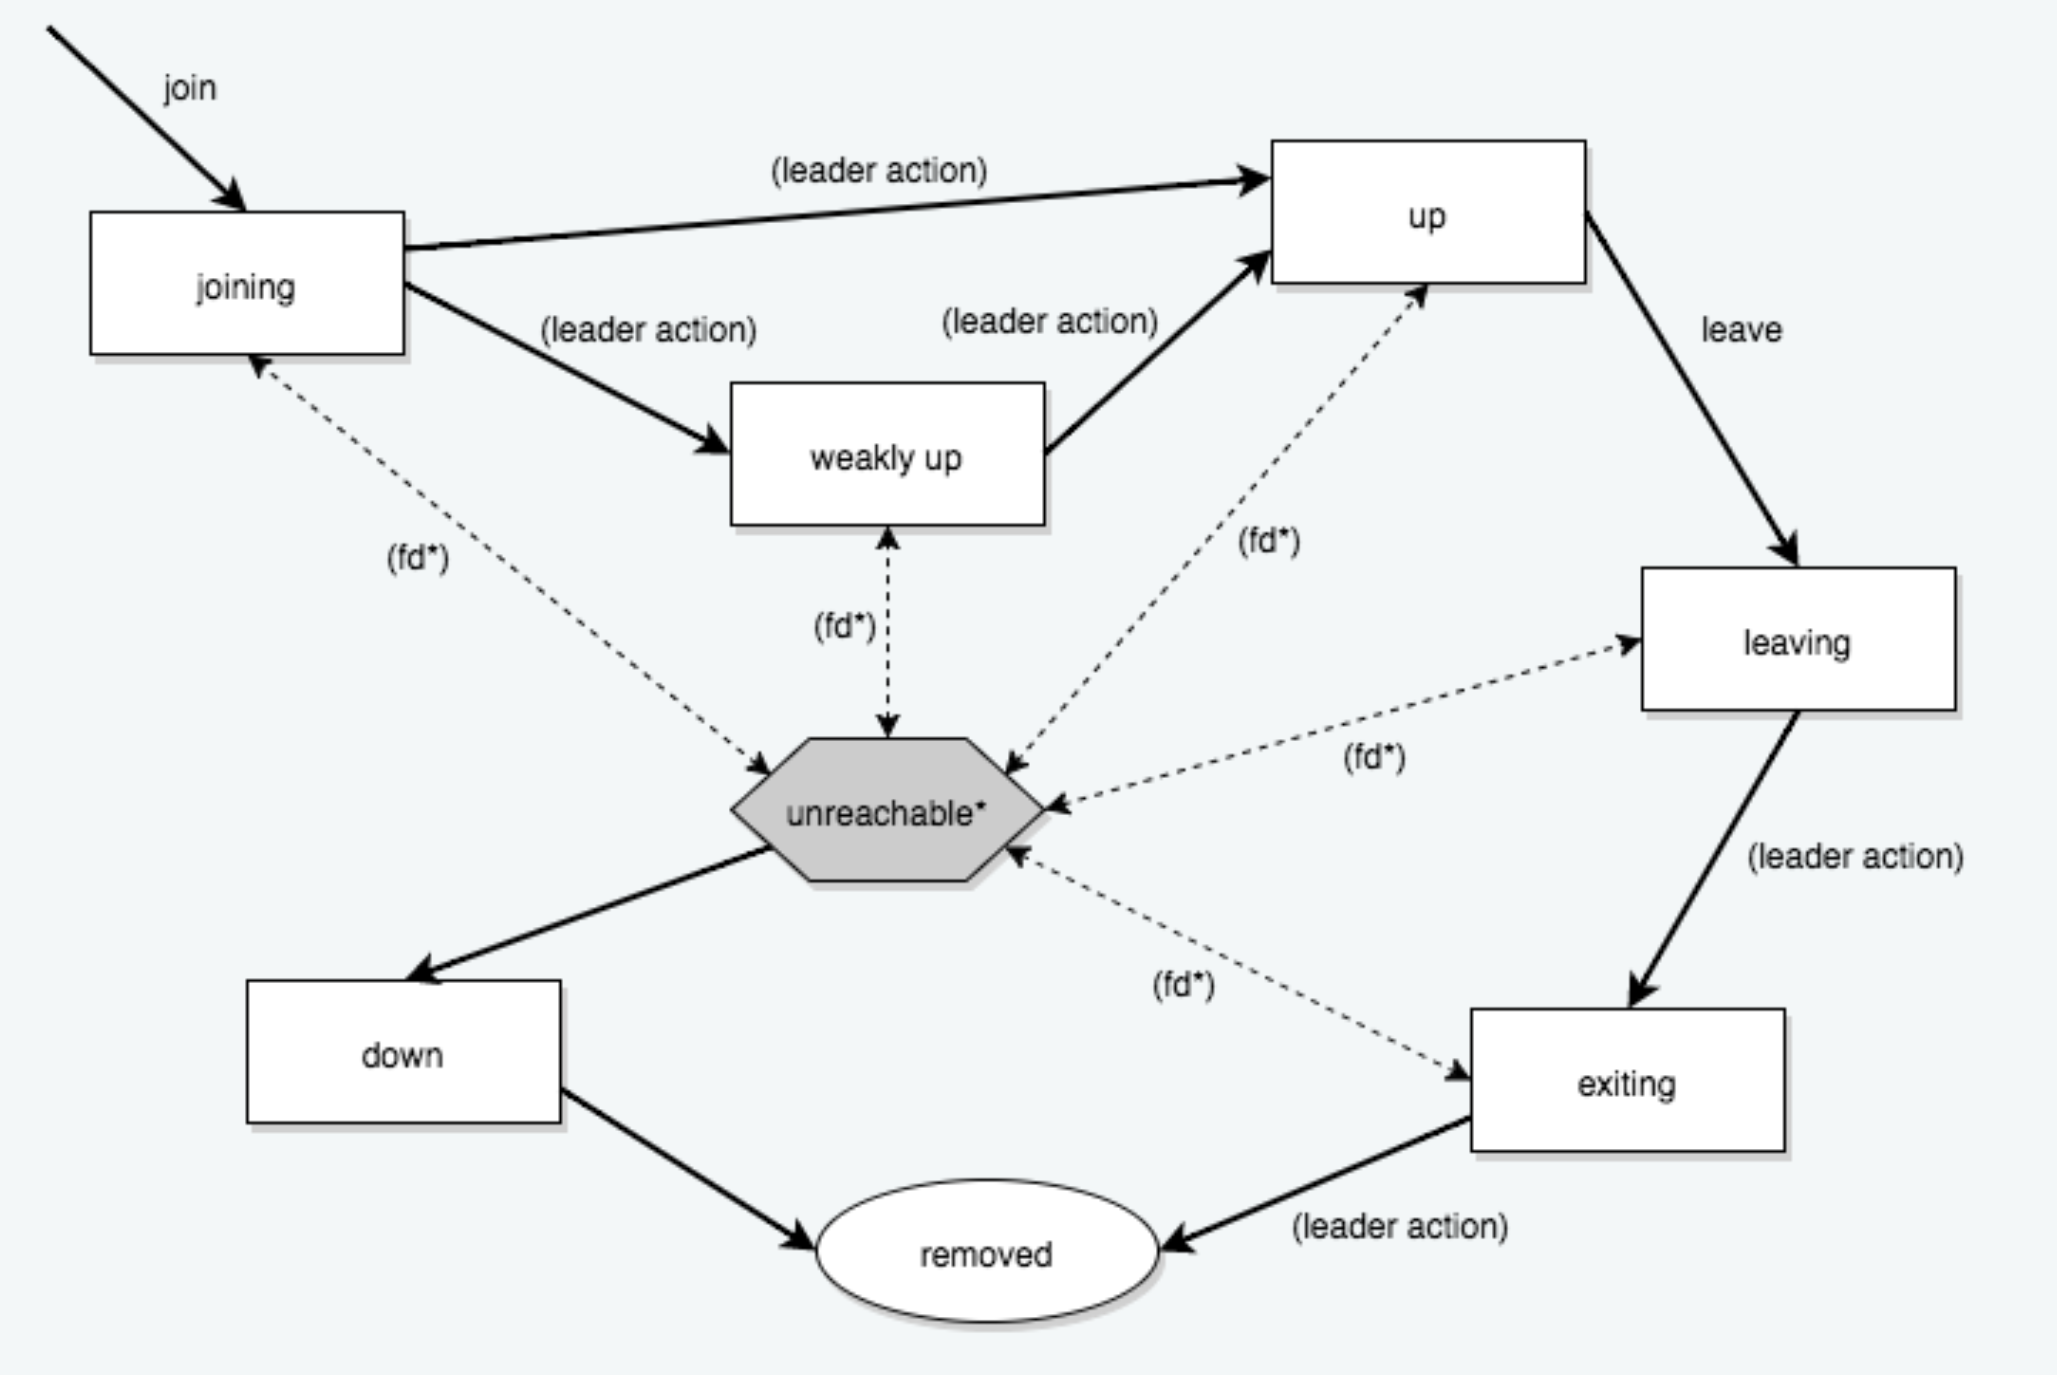 join
(leader action)
up
joining
(leader action)
(leader action)
leave
weakly up
(fd*)
(fd*)
(fd*)
leaving
(fd*)
unreachable*
(leader action)
(fd*)
down
exiting
(leader action)
removed